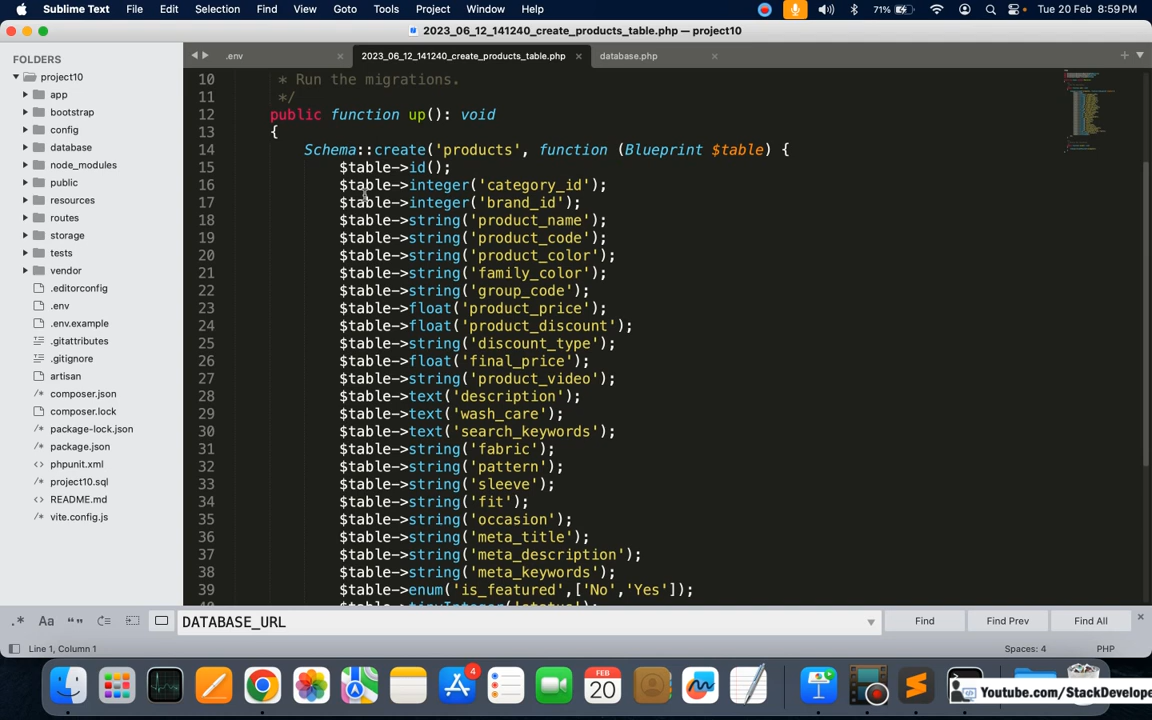 Sublime Text File Edit Selection Find View Goto Tools Project Window Help 71% Tue 20 Feb 8:59 PM
2023_06_12_141240_create_products_table.php — project10
FOLDERS
project10
app
bootstrap
config
database
node_modules
public
resources
routes
storage
tests
vendor
.editorconfig
.env
.env.example
.gitattributes
.gitignore
artisan
composer.json
composer.lock
package-lock.json
package.json
phpunit.xml
project10.sql
README.md
vite.config.js
.env 2023_06_12_141240_create_products_table.php database.php
10 * Run the migrations.
11 */
12 public function up(): void
13 {
14 Schema::create('products', function (Blueprint $table) {
15 $table->id();
16 $table->integer('category_id');
17 $table->integer('brand_id');
18 $table->string('product_name');
19 $table->string('product_code');
20 $table->string('product_color');
21 $table->string('family_color');
22 $table->string('group_code');
23 $table->float('product_price');
24 $table->float('product_discount');
25 $table->string('discount_type');
26 $table->float('final_price');
27 $table->string('product_video');
28 $table->text('description');
29 $table->text('wash_care');
30 $table->text('search_keywords');
31 $table->string('fabric');
32 $table->string('pattern');
33 $table->string('sleeve');
34 $table->string('fit');
35 $table->string('occasion');
36 $table->string('meta_title');
37 $table->string('meta_description');
38 $table->string('meta_keywords');
39 $table->enum('is_featured',['No','Yes']);
40 $table->tinyInteger('status');
.* Aa DATABASE_URL Find Find Prev Find All
Line 1, Column 1 Spaces: 4 PHP
4
FEB
20
Youtube.com/StackDevelope